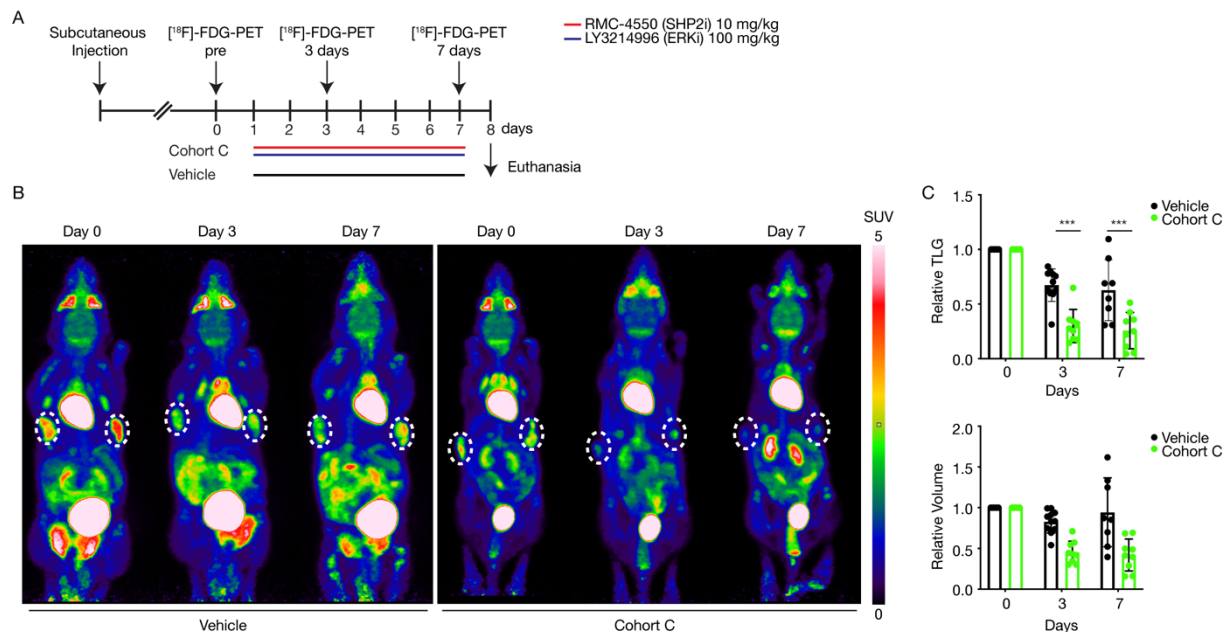 A
Subcutaneous
Injection
[¹⁸F]-FDG-PET
pre
[¹⁸F]-FDG-PET
3 days
[¹⁸F]-FDG-PET
7 days
RMC-4550 (SHP2i) 10 mg/kg
LY3214996 (ERKi) 100 mg/kg
0 1 2 3 4 5 6 7 8 days
Cohort C
Vehicle
Euthanasia
B
Day 0 Day 3 Day 7 Day 0 Day 3 Day 7
SUV
5
0
Vehicle
Cohort C
C
Vehicle
Cohort C
Relative TLG
1.5
1.0
0.5
0.0
*** ***
0 3 7
Days
Vehicle
Cohort C
Relative Volume
2.0
1.5
1.0
0.5
0.0
0 3 7
Days